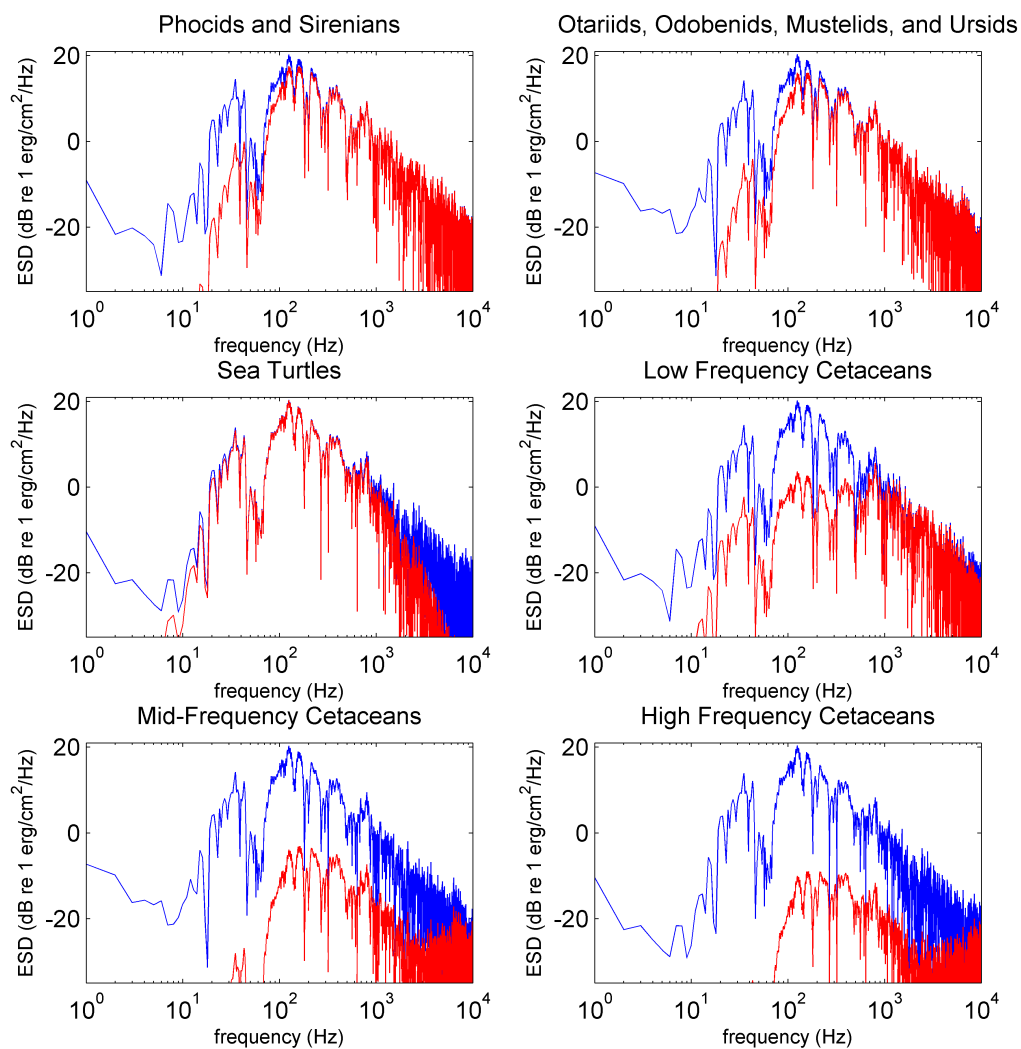 Phocids and Sirenians
Otariids, Odobenids, Mustelids, and Ursids
ESD (dB re 1 erg/cm²/Hz)
20
0
-20
10⁰ 10¹ 10² 10³ 10⁴
frequency (Hz)
ESD (dB re 1 erg/cm²/Hz)
20
0
-20
10⁰ 10¹ 10² 10³ 10⁴
frequency (Hz)
Sea Turtles
Low Frequency Cetaceans
ESD (dB re 1 erg/cm²/Hz)
20
0
-20
10⁰ 10¹ 10² 10³ 10⁴
frequency (Hz)
ESD (dB re 1 erg/cm²/Hz)
20
0
-20
10⁰ 10¹ 10² 10³ 10⁴
frequency (Hz)
Mid-Frequency Cetaceans
High Frequency Cetaceans
ESD (dB re 1 erg/cm²/Hz)
20
0
-20
10⁰ 10¹ 10² 10³ 10⁴
frequency (Hz)
ESD (dB re 1 erg/cm²/Hz)
20
0
-20
10⁰ 10¹ 10² 10³ 10⁴
frequency (Hz)